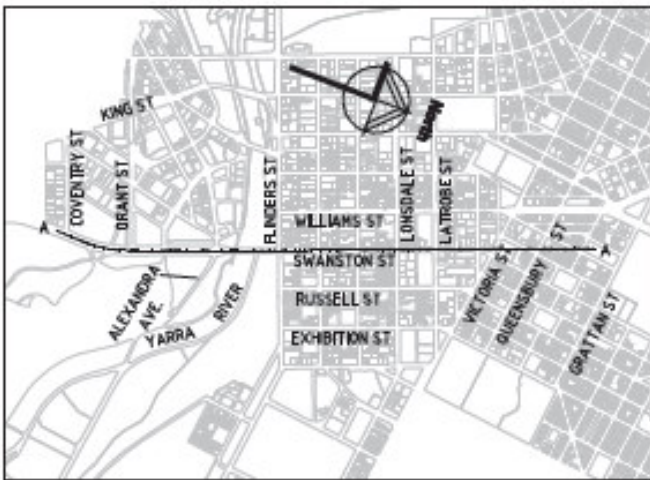 North
KING ST
COVENTRY ST
GRANT ST
FLINDERS ST
LONSDALE ST
LATROBE ST
WILLIAMS ST
A
A
SWANSTON ST
ALEXANDRA
AVE.
YARRA
RIVER
RUSSELL ST
EXHIBITION ST
VICTORIA ST
QUEENSBURY ST
GRATTAN ST